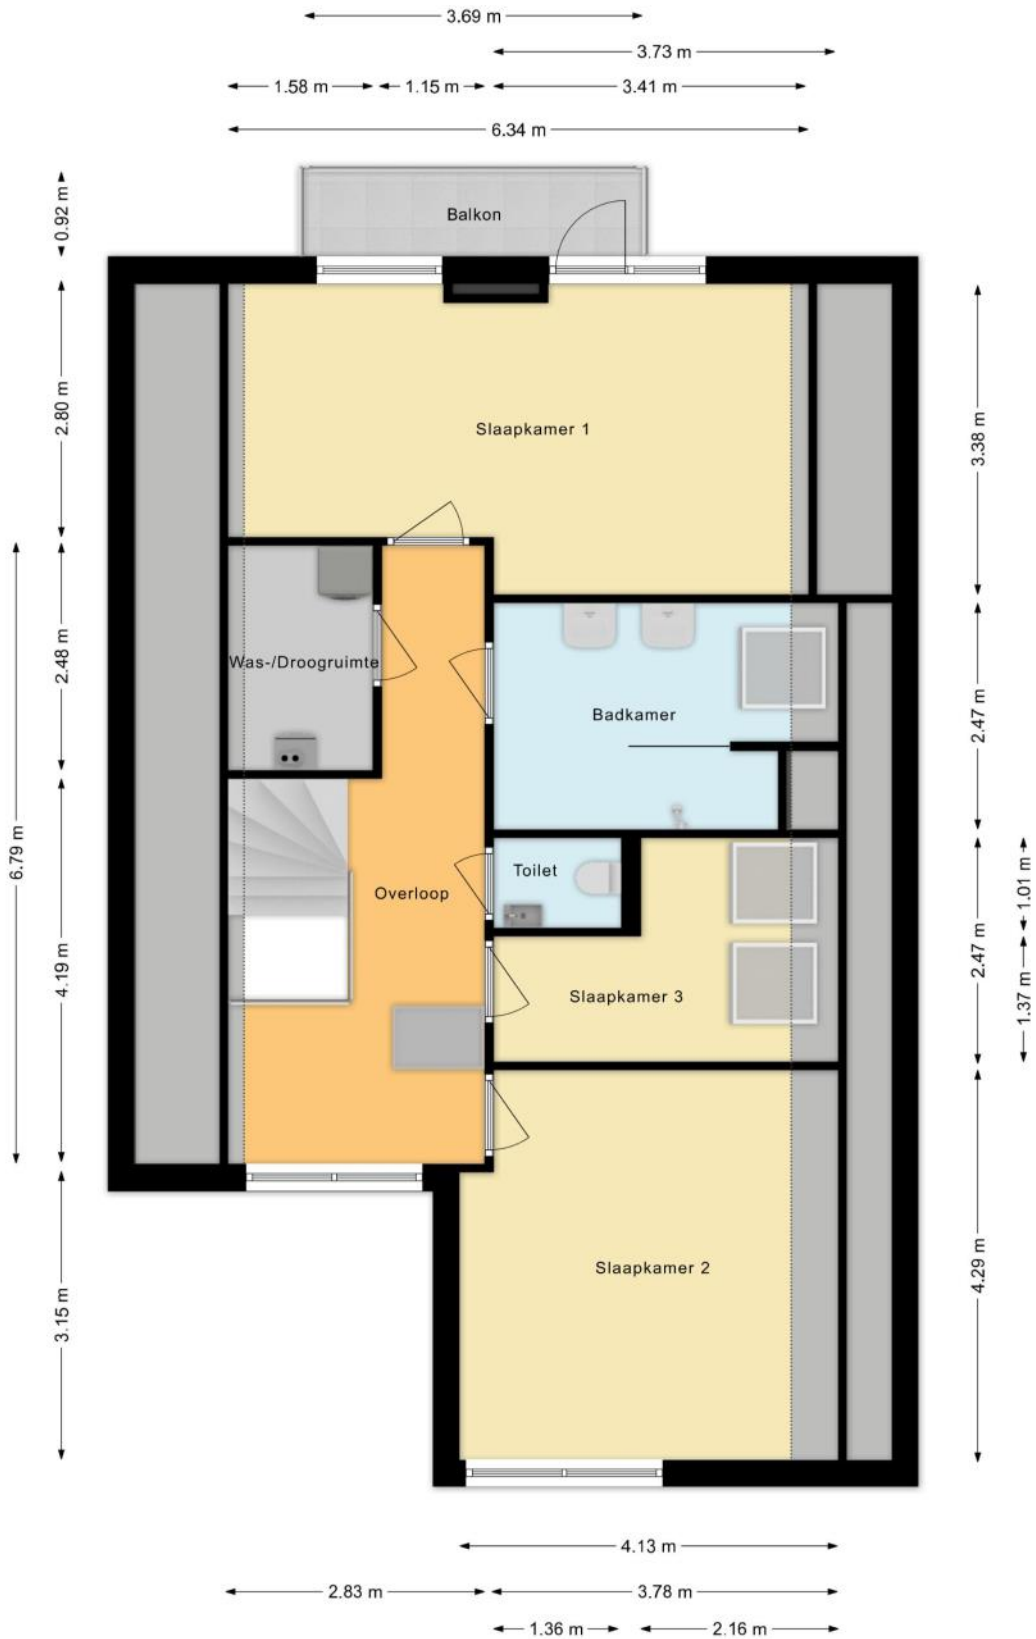 3.69 m
3.73 m
1.58 m
1.15 m
3.41 m
6.34 m
0.92 m
Balkon
2.80 m
Slaapkamer 1
3.38 m
2.48 m
Was-/Droogruimte
Badkamer
2.47 m
6.79 m
4.19 m
Overloop
Toilet
1.01 m
2.47 m
Slaapkamer 3
1.37 m
3.15 m
Slaapkamer 2
4.29 m
4.13 m
2.83 m
3.78 m
1.36 m
2.16 m